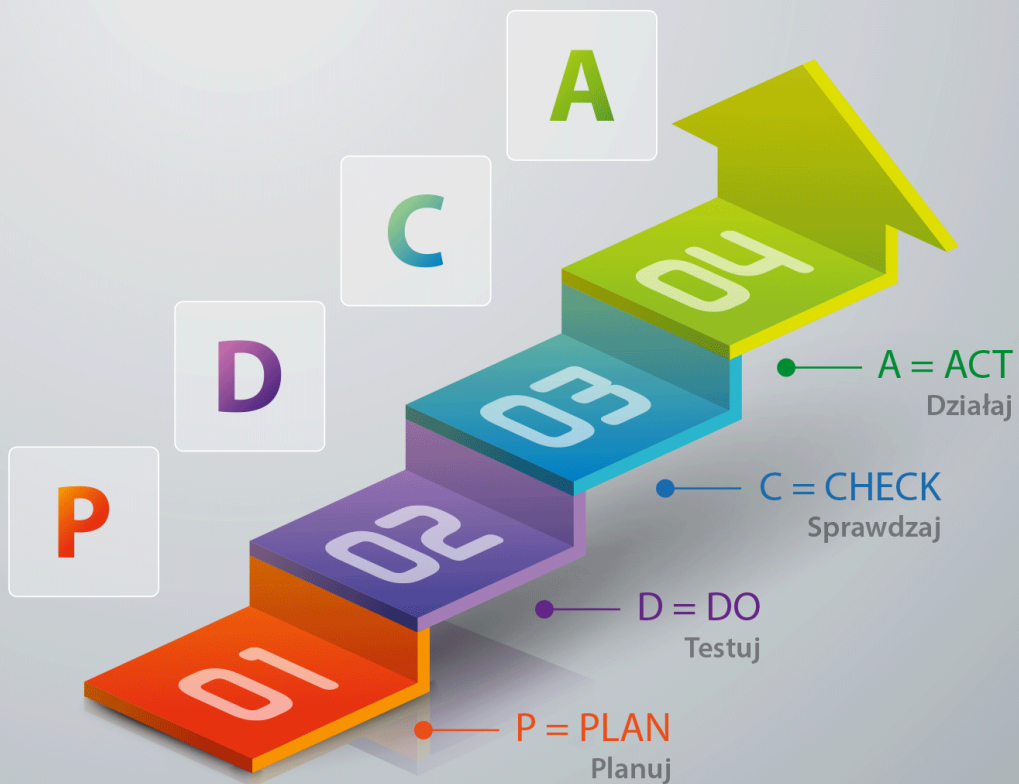 A
C
D
P
04
03
02
01
A = ACT
Działaj
C = CHECK
Sprawdzaj
D = DO
Testuj
P = PLAN
Planuj